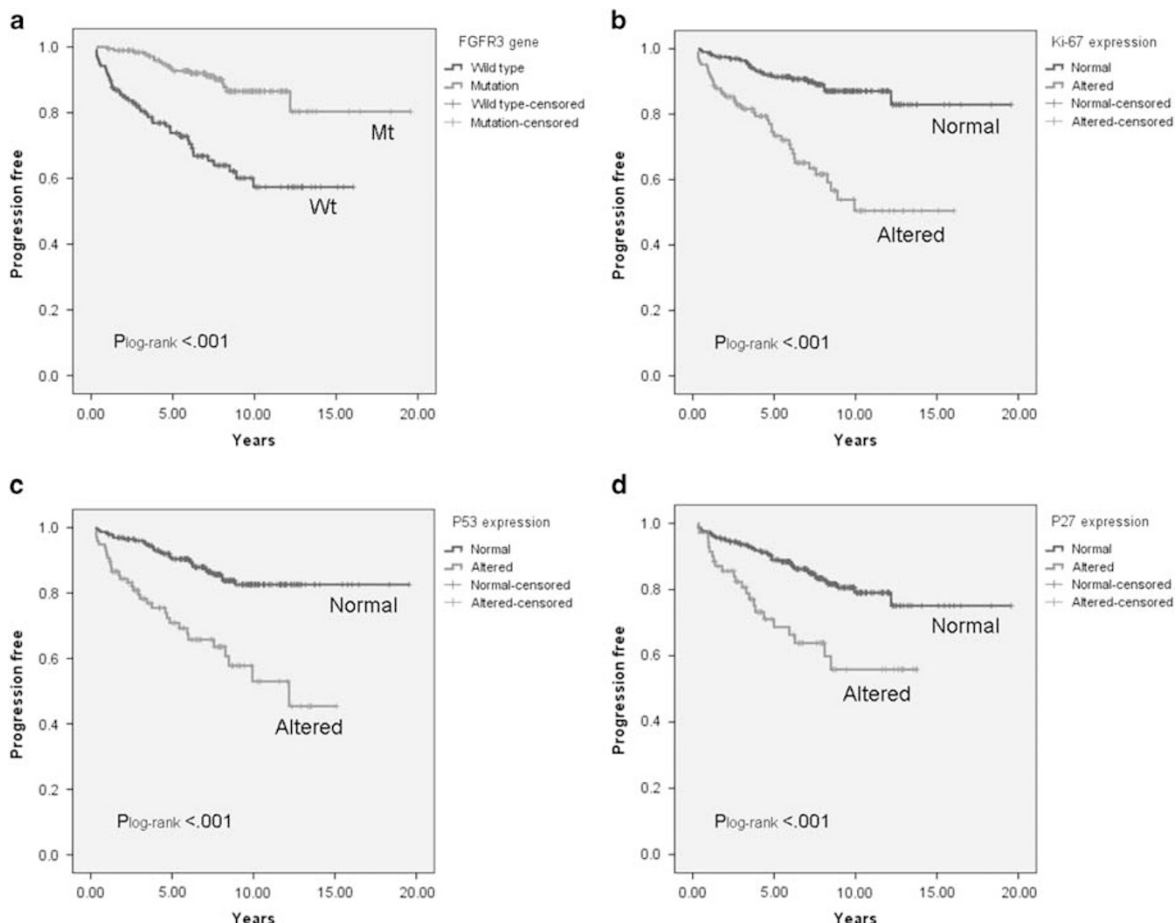 a
FGFR3 gene
Wild type
Mutation
Wild type-censored
Mutation-censored
Progression free
1.0
0.8
0.6
0.4
0.2
0.0
Mt
Wt
Plog-rank <.001
0.00 5.00 10.00 15.00 20.00
Years
b
Ki-67 expression
Normal
Altered
Normal-censored
Altered-censored
Progression free
1.0
0.8
0.6
0.4
0.2
0.0
Normal
Altered
Plog-rank <.001
0.00 5.00 10.00 15.00 20.00
Years
c
P53 expression
Normal
Altered
Normal-censored
Altered-censored
Progression free
1.0
0.8
0.6
0.4
0.2
0.0
Normal
Altered
Plog-rank <.001
0.00 5.00 10.00 15.00 20.00
Years
d
P27 expression
Normal
Altered
Normal-censored
Altered-censored
Progression free
1.0
0.8
0.6
0.4
0.2
0.0
Normal
Altered
Plog-rank <.001
0.00 5.00 10.00 15.00 20.00
Years